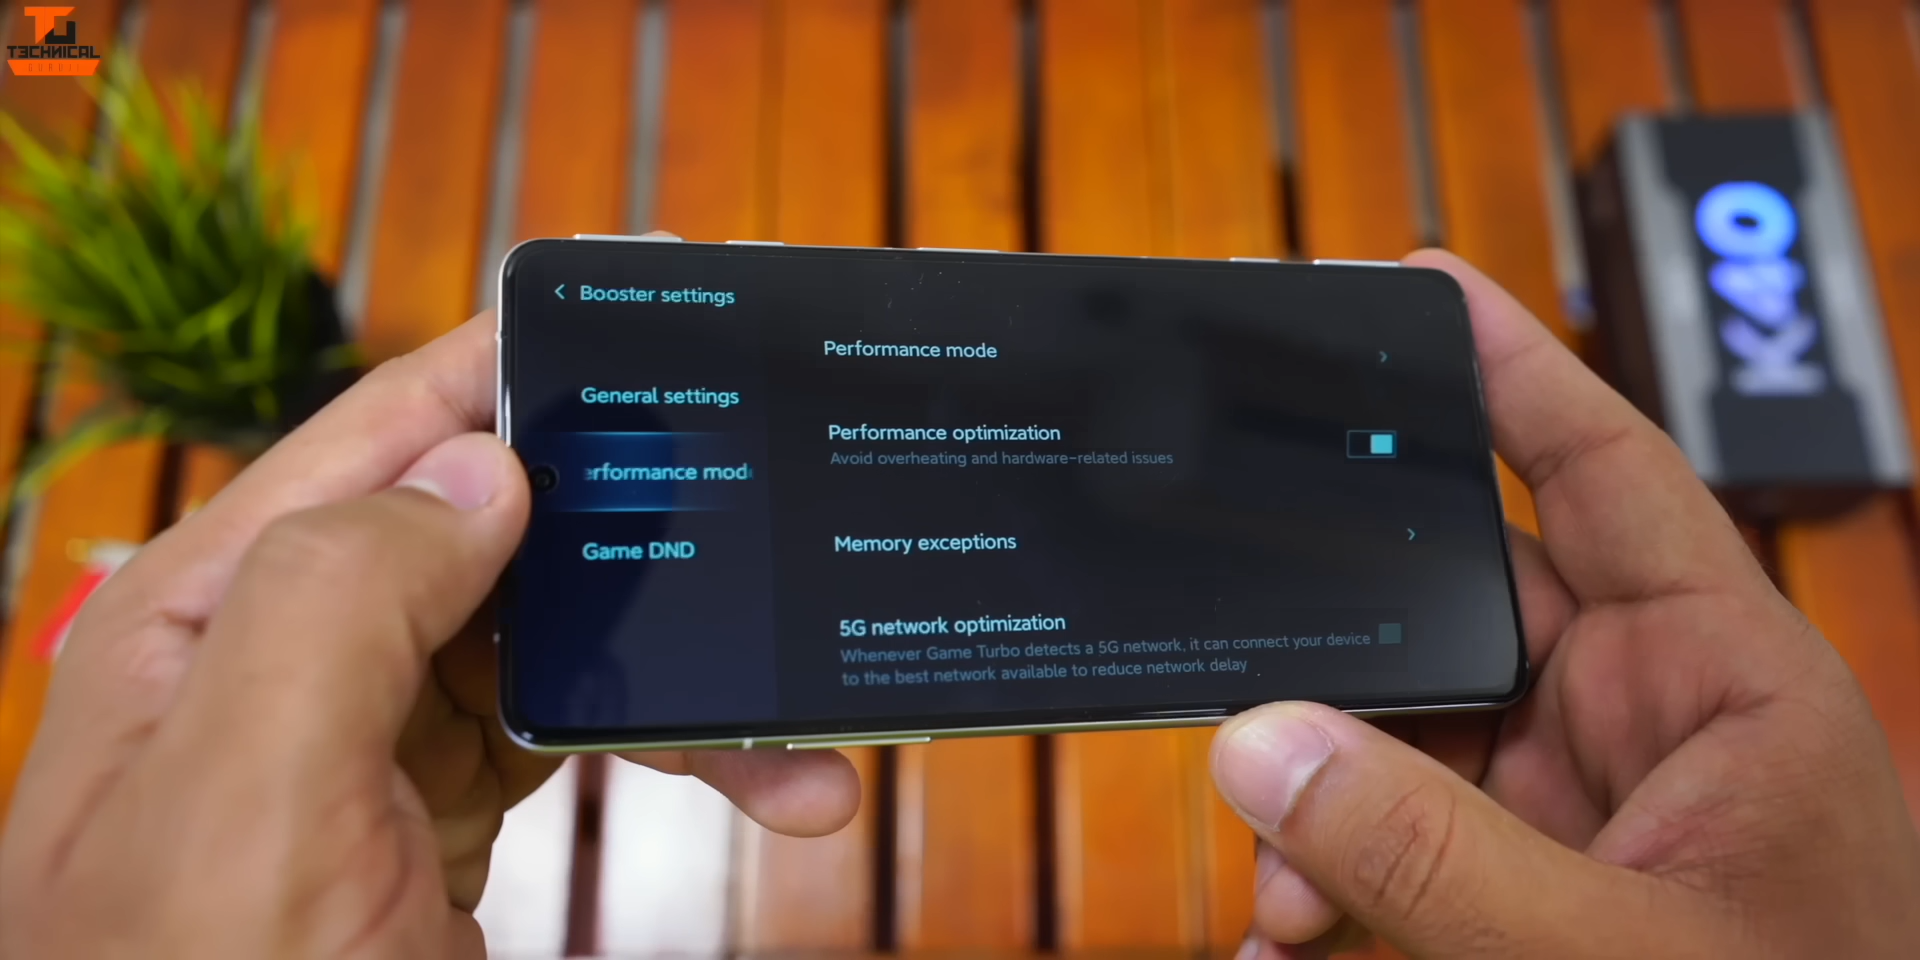 TECHNICAL
K40
Booster settings
General settings
erformance mod
Game DND
Performance mode
Performance optimization
Avoid overheating and hardware-related issues
Memory exceptions
5G network optimization
Whenever Game Turbo detects a 5G network, it can connect your device
to the best network available to reduce network delay